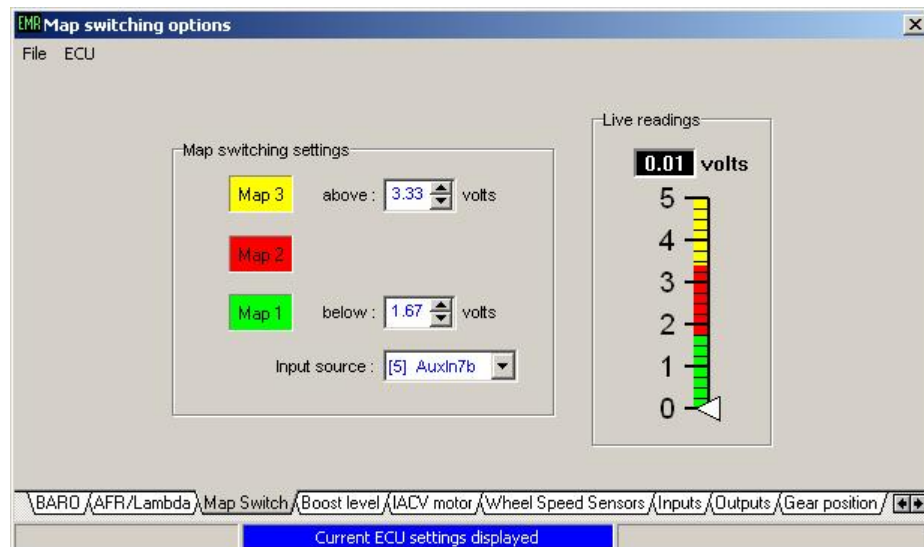 EMR Map switching options
File ECU
Map switching settings
Map 3 above : 3.33 volts
Map 2
Map 1 below : 1.67 volts
Input source : [5] AuxIn7b
Live readings
0.01 volts
5
4
3
2
1
0
BARO AFR/Lambda Map Switch Boost level IACV motor Wheel Speed Sensors Inputs Outputs Gear position
Current ECU settings displayed